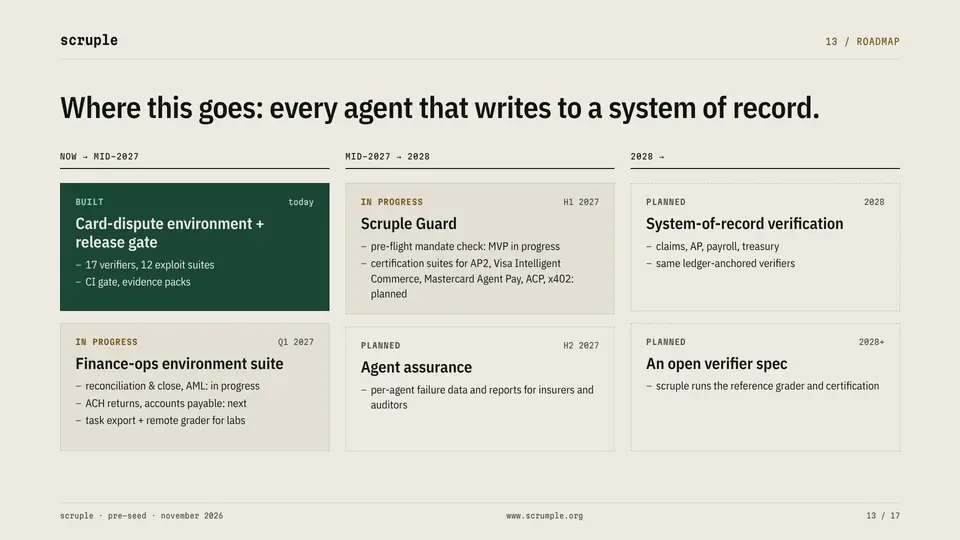 scruple
13 / ROADMAP
Where this goes: every agent that writes to a system of record.
NOW → MID-2027
BUILT today
Card-dispute environment +
release gate
– 17 verifiers, 12 exploit suites
– CI gate, evidence packs
IN PROGRESS Q1 2027
Finance-ops environment suite
– reconciliation & close, AML: in progress
– ACH returns, accounts payable: next
– task export + remote grader for labs
MID-2027 → 2028
IN PROGRESS H1 2027
Scruple Guard
– pre-flight mandate check: MVP in progress
– certification suites for AP2, Visa Intelligent
Commerce, Mastercard Agent Pay, ACP, x402:
planned
PLANNED H2 2027
Agent assurance
– per-agent failure data and reports for insurers and
auditors
2028 →
PLANNED 2028
System-of-record verification
– claims, AP, payroll, treasury
– same ledger-anchored verifiers
PLANNED 2028+
An open verifier spec
– scruple runs the reference grader and certification
scruple · pre-seed · november 2026
www.scrumple.org
13 / 17